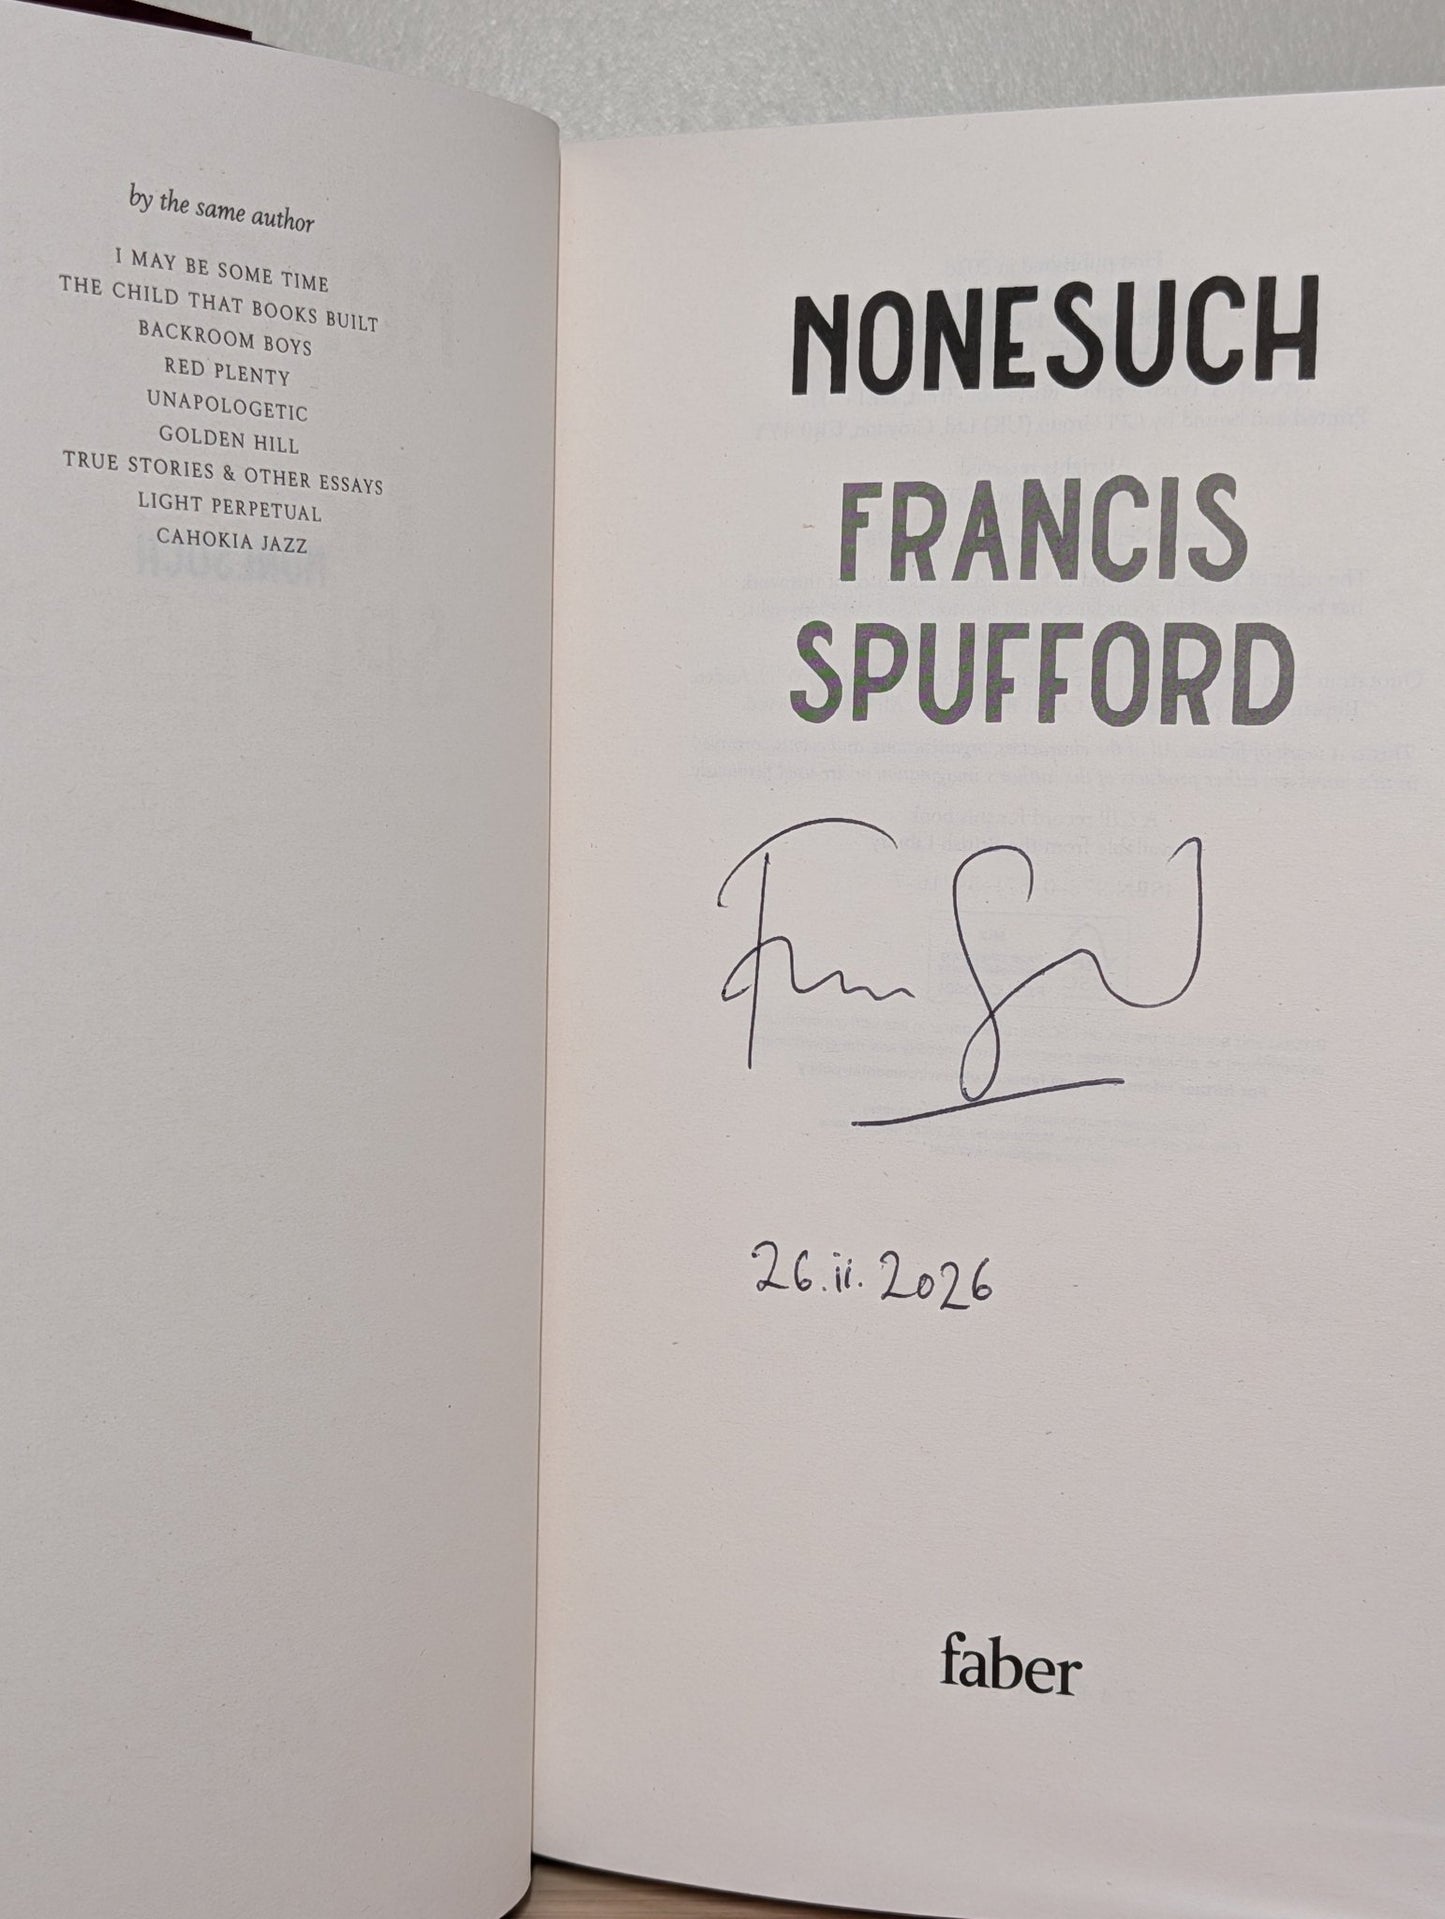 by the same author
I MAY BE SOME TIME
THE CHILD THAT BOOKS BUILT
BACKROOM BOYS
RED PLENTY
UNAPOLOGETIC
GOLDEN HILL
TRUE STORIES & OTHER ESSAYS
LIGHT PERPETUAL
CAHOKIA JAZZ
NONESUCH
FRANCIS
SPUFFORD
26.ii.2026
faber